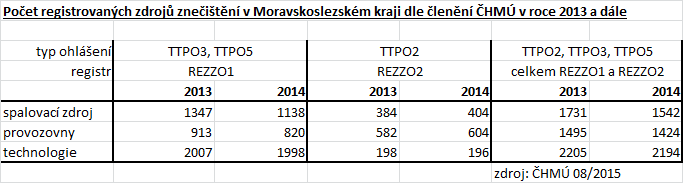 Počet registrovaných zdrojů znečištění v Moravskoslezském kraji dle členění ČHMÚ v roce 2013 a dále
typ ohlášení TTPO3, TTPO5 TTPO2 TTPO2, TTPO3, TTPO5
registr REZZO1 REZZO2 celkem REZZO1 a REZZO2
2013 2014 2013 2014 2013 2014
spalovací zdroj 1347 1138 384 404 1731 1542
provozovny 913 820 582 604 1495 1424
technologie 2007 1998 198 196 2205 2194
zdroj: ČHMÚ 08/2015